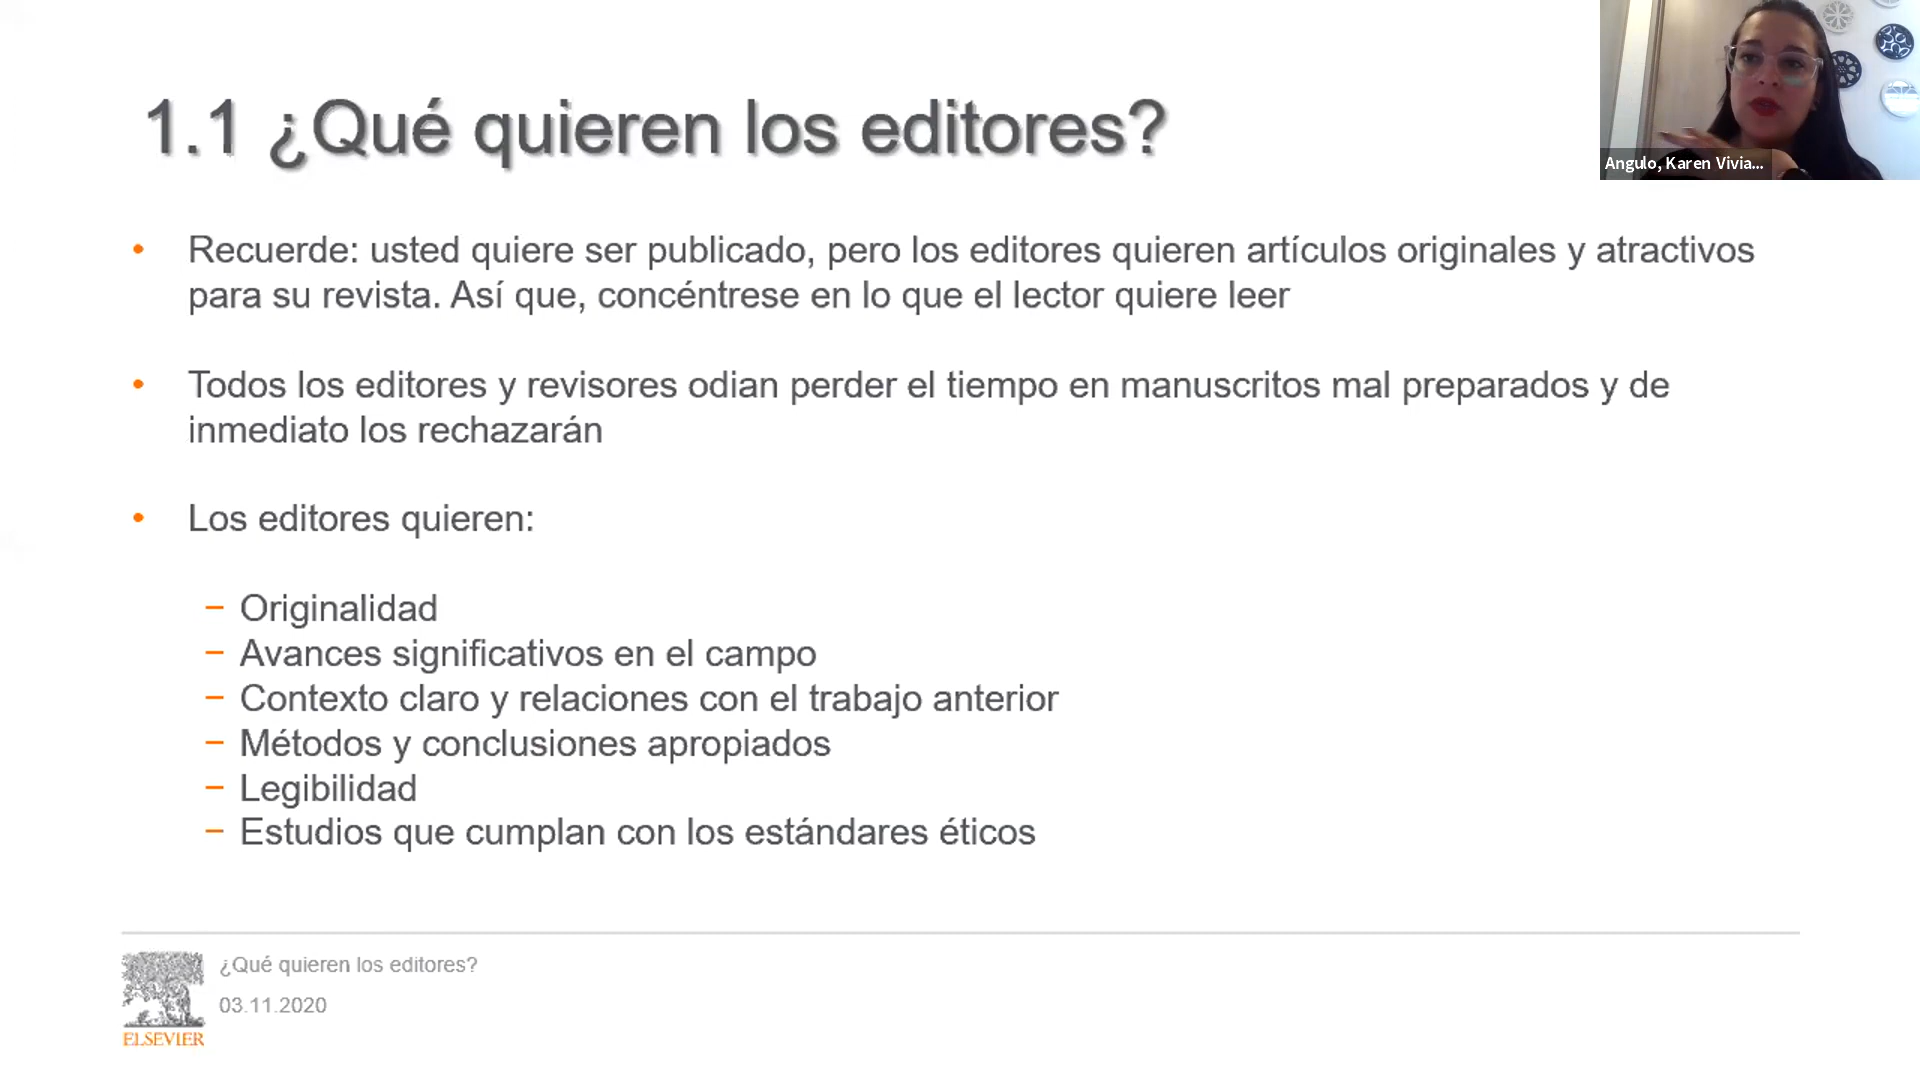 1.1 ¿Qué quieren los editores?
Angulo, Karen Vivia...
• Recuerde: usted quiere ser publicado, pero los editores quieren artículos originales y atractivos
para su revista. Así que, concéntrese en lo que el lector quiere leer
• Todos los editores y revisores odian perder el tiempo en manuscritos mal preparados y de
inmediato los rechazarán
• Los editores quieren:
– Originalidad
– Avances significativos en el campo
– Contexto claro y relaciones con el trabajo anterior
– Métodos y conclusiones apropiados
– Legibilidad
– Estudios que cumplan con los estándares éticos
¿Qué quieren los editores?
03.11.2020
ELSEVIER